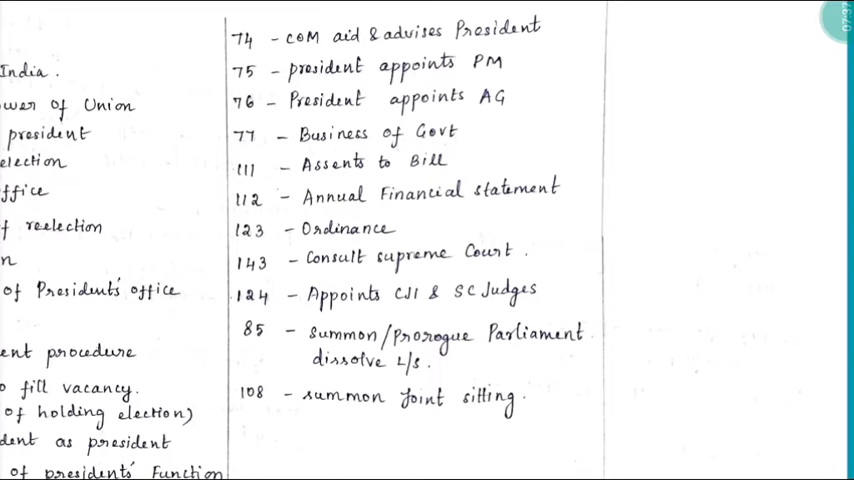 India.
wer of Union
president
election
ffice
f reelection
n
of Presidents' office
ent procedure
o fill vacancy.
of holding election)
dent as president
of presidents' Function
74 - COM aid & advises President
75 - president appoints PM
76 - President appoints AG
77 - Business of Govt
111 - Assents to Bill
112 - Annual Financial statement
123 - Ordinance
143 - Consult supreme Court.
124 - Appoints CJI & SC Judges
85 - Summon/Prorogue Parliament
dissolve L/S.
108 - summon Joint sitting.
07:37